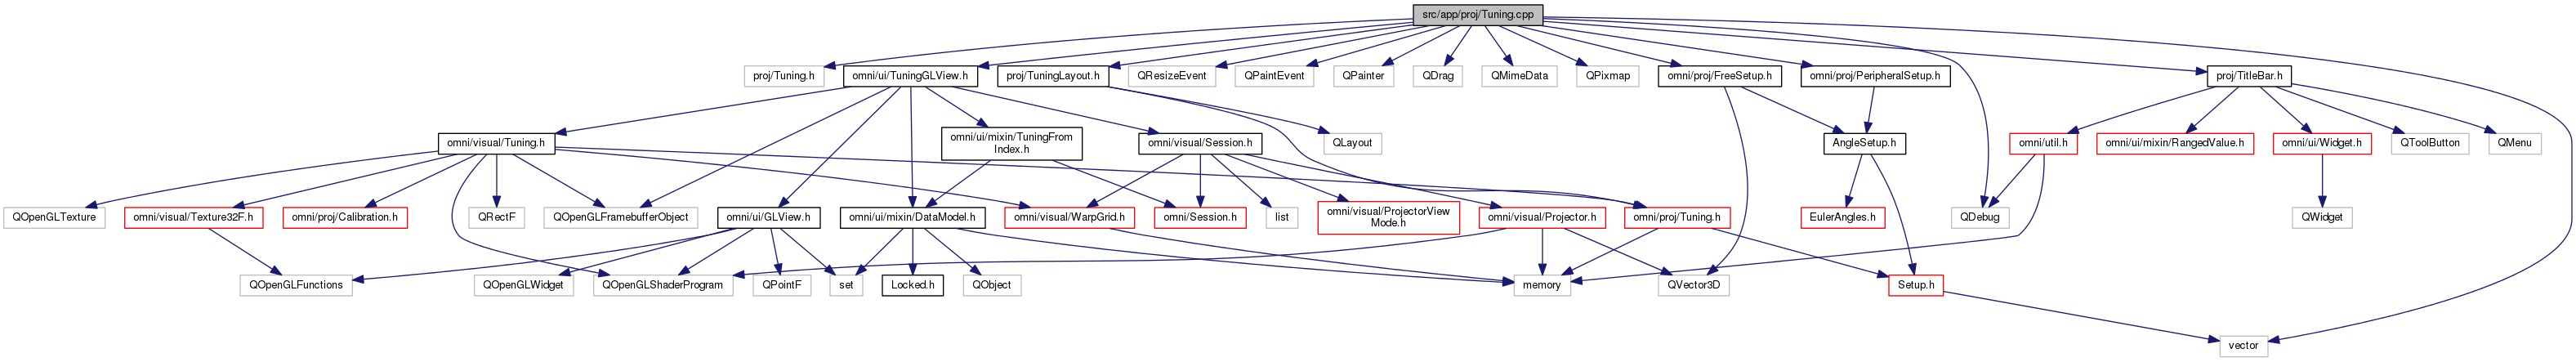 src/app/proj/Tuning.cpp
proj/Tuning.h
omni/ui/TuningGLView.h
proj/TuningLayout.h
QResizeEvent
QPaintEvent
QPainter
QDrag
QMimeData
QPixmap
omni/proj/FreeSetup.h
omni/proj/PeripheralSetup.h
proj/TitleBar.h
omni/visual/Tuning.h
omni/ui/mixin/TuningFrom
Index.h
omni/visual/Session.h
QLayout
AngleSetup.h
omni/util.h
omni/ui/mixin/RangedValue.h
omni/ui/Widget.h
QToolButton
QMenu
QOpenGLTexture
omni/visual/Texture32F.h
omni/proj/Calibration.h
QRectF
QOpenGLFramebufferObject
omni/ui/GLView.h
omni/ui/mixin/DataModel.h
omni/visual/WarpGrid.h
omni/Session.h
list
omni/visual/ProjectorView
Mode.h
omni/visual/Projector.h
omni/proj/Tuning.h
EulerAngles.h
QDebug
QWidget
QOpenGLFunctions
QOpenGLWidget
QOpenGLShaderProgram
QPointF
set
Locked.h
QObject
memory
QVector3D
Setup.h
vector